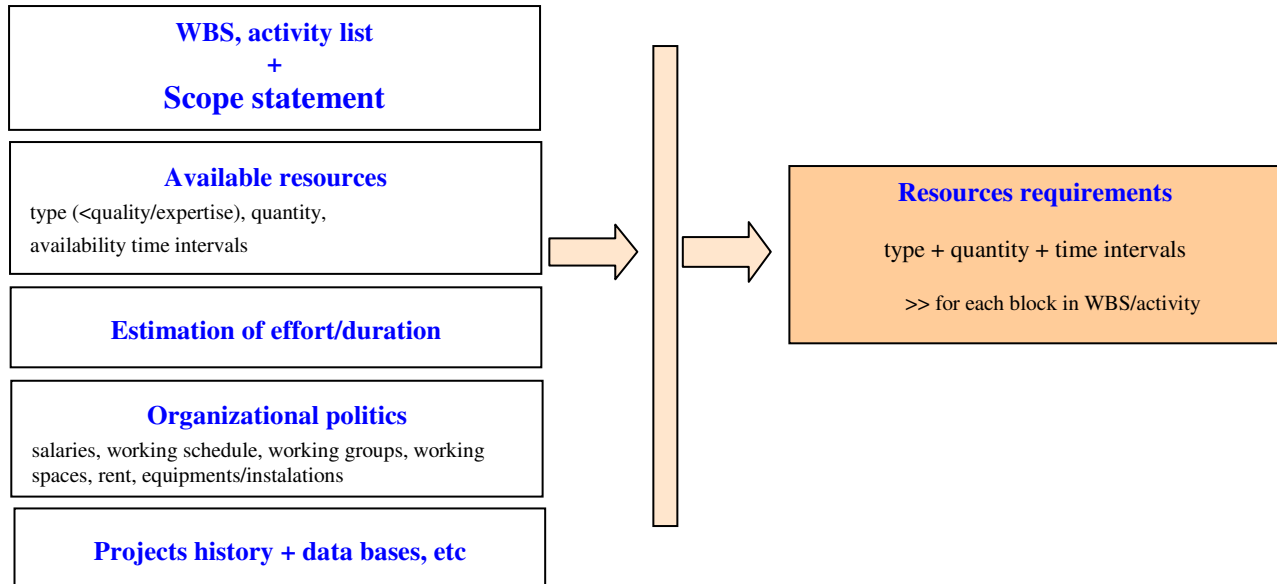 WBS, activity list
+
Scope statement
Available resources
type (<quality/expertise), quantity,
availability time intervals
Estimation of effort/duration
Organizational politics
salaries, working schedule, working groups, working
spaces, rent, equipments/instalations
Projects history + data bases, etc
Resources requirements
type + quantity + time intervals
>> for each block in WBS/activity